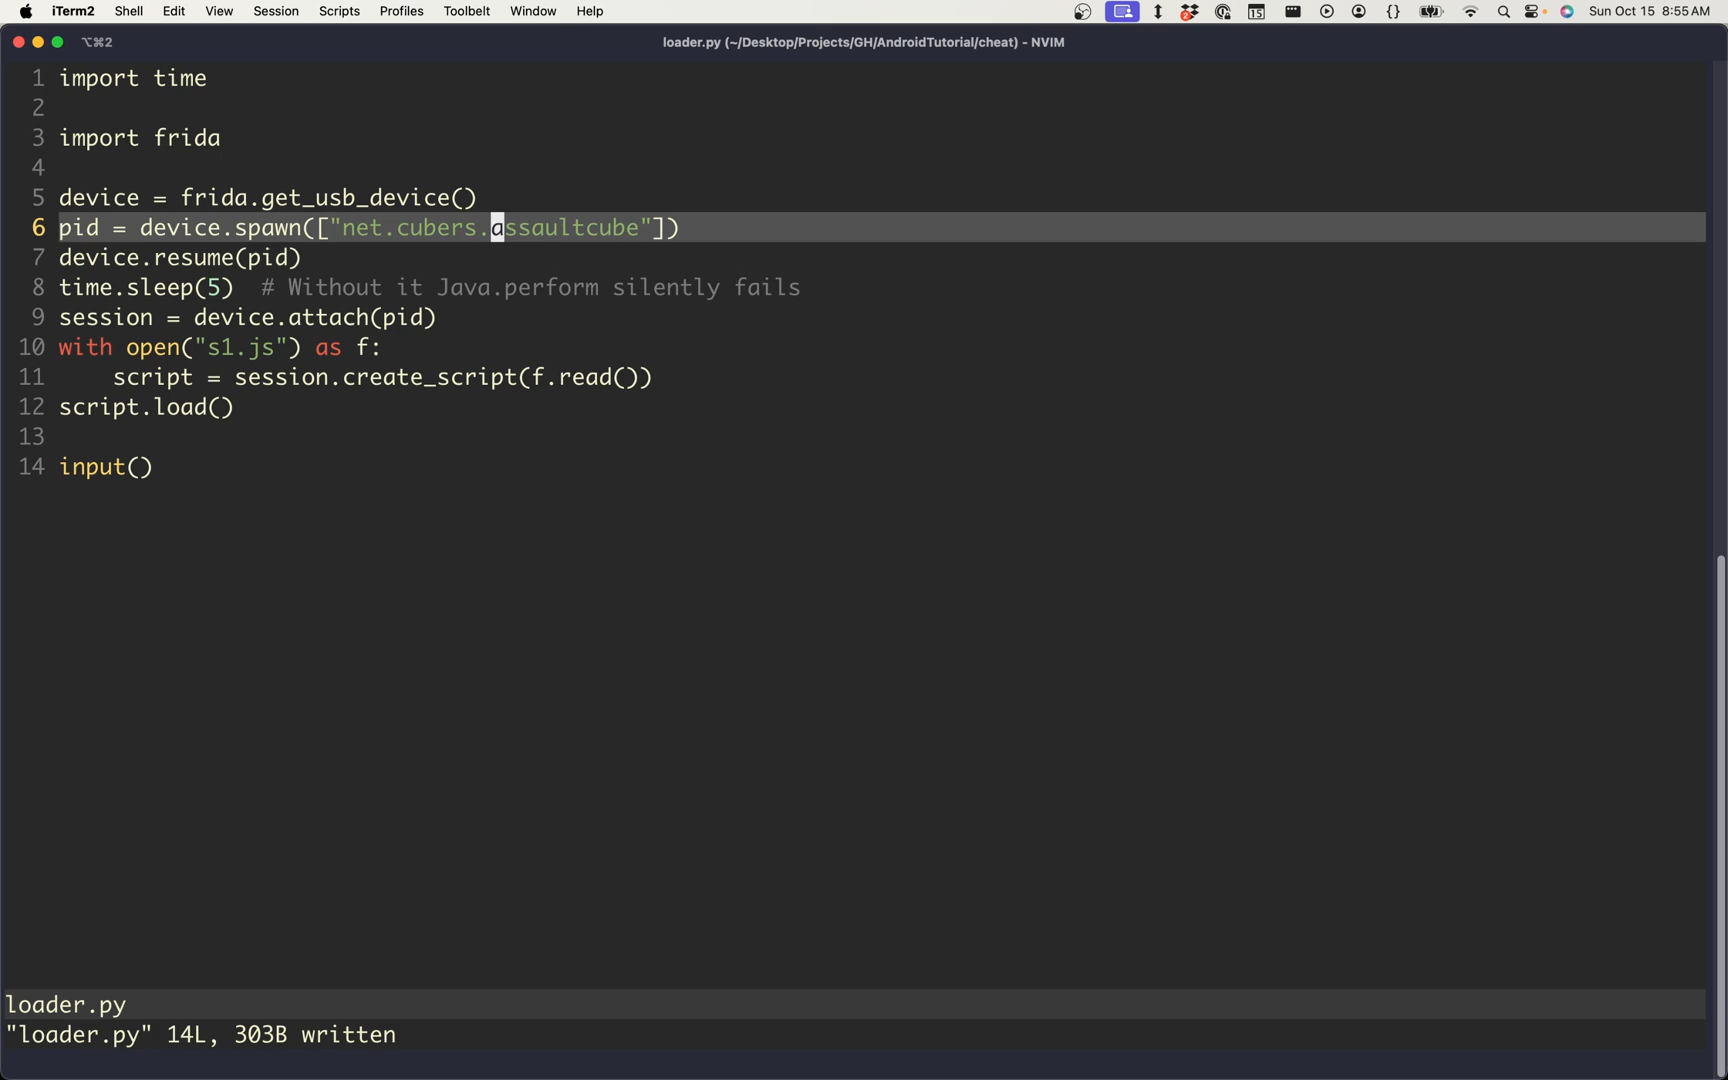 iTerm2 Shell Edit View Session Scripts Profiles Toolbelt Window Help 2 15 {} Sun Oct 15 8:55 AM
⌥⌘2 loader.py (~/Desktop/Projects/GH/AndroidTutorial/cheat) - NVIM
1 import time
2
3 import frida
4
5 device = frida.get_usb_device()
6 pid = device.spawn(["net.cubers.assaultcube"])
7 device.resume(pid)
8 time.sleep(5)  # Without it Java.perform silently fails
9 session = device.attach(pid)
10 with open("s1.js") as f:
11     script = session.create_script(f.read())
12 script.load()
13
14 input()
loader.py
"loader.py" 14L, 303B written